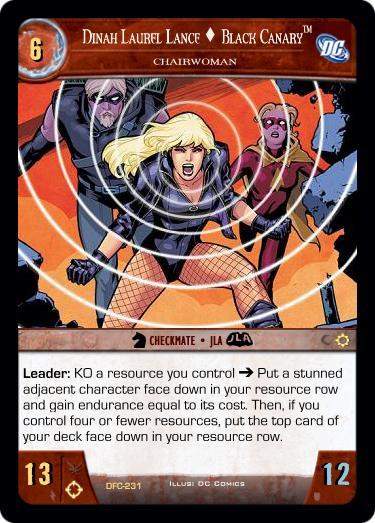 6
DINAH LAUREL LANCE ♦ BLACK CANARY™
DC
CHAIRWOMAN
CHECKMATE • JLA JLA
Leader: KO a resource you control ➔ Put a stunned
adjacent character face down in your resource row
and gain endurance equal to its cost. Then, if you
control four or fewer resources, put the top card of
your deck face down in your resource row.
13
DFC-231
ILLUS: DC COMICS
12